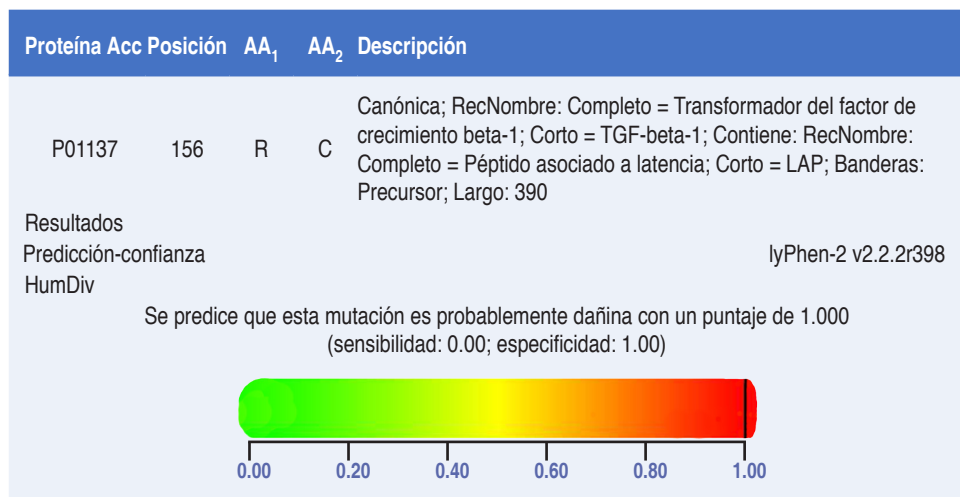 Proteína Acc Posición AA₁ AA₂ Descripción
Canónica; RecNombre: Completo = Transformador del factor de
P01137 156 R C crecimiento beta-1; Corto = TGF-beta-1; Contiene: RecNombre:
Completo = Péptido asociado a latencia; Corto = LAP; Banderas:
Precursor; Largo: 390
Resultados
Predicción-confianza lyPhen-2 v2.2.2r398
HumDiv
Se predice que esta mutación es probablemente dañina con un puntaje de 1.000
(sensibilidad: 0.00; especificidad: 1.00)
0.00 0.20 0.40 0.60 0.80 1.00